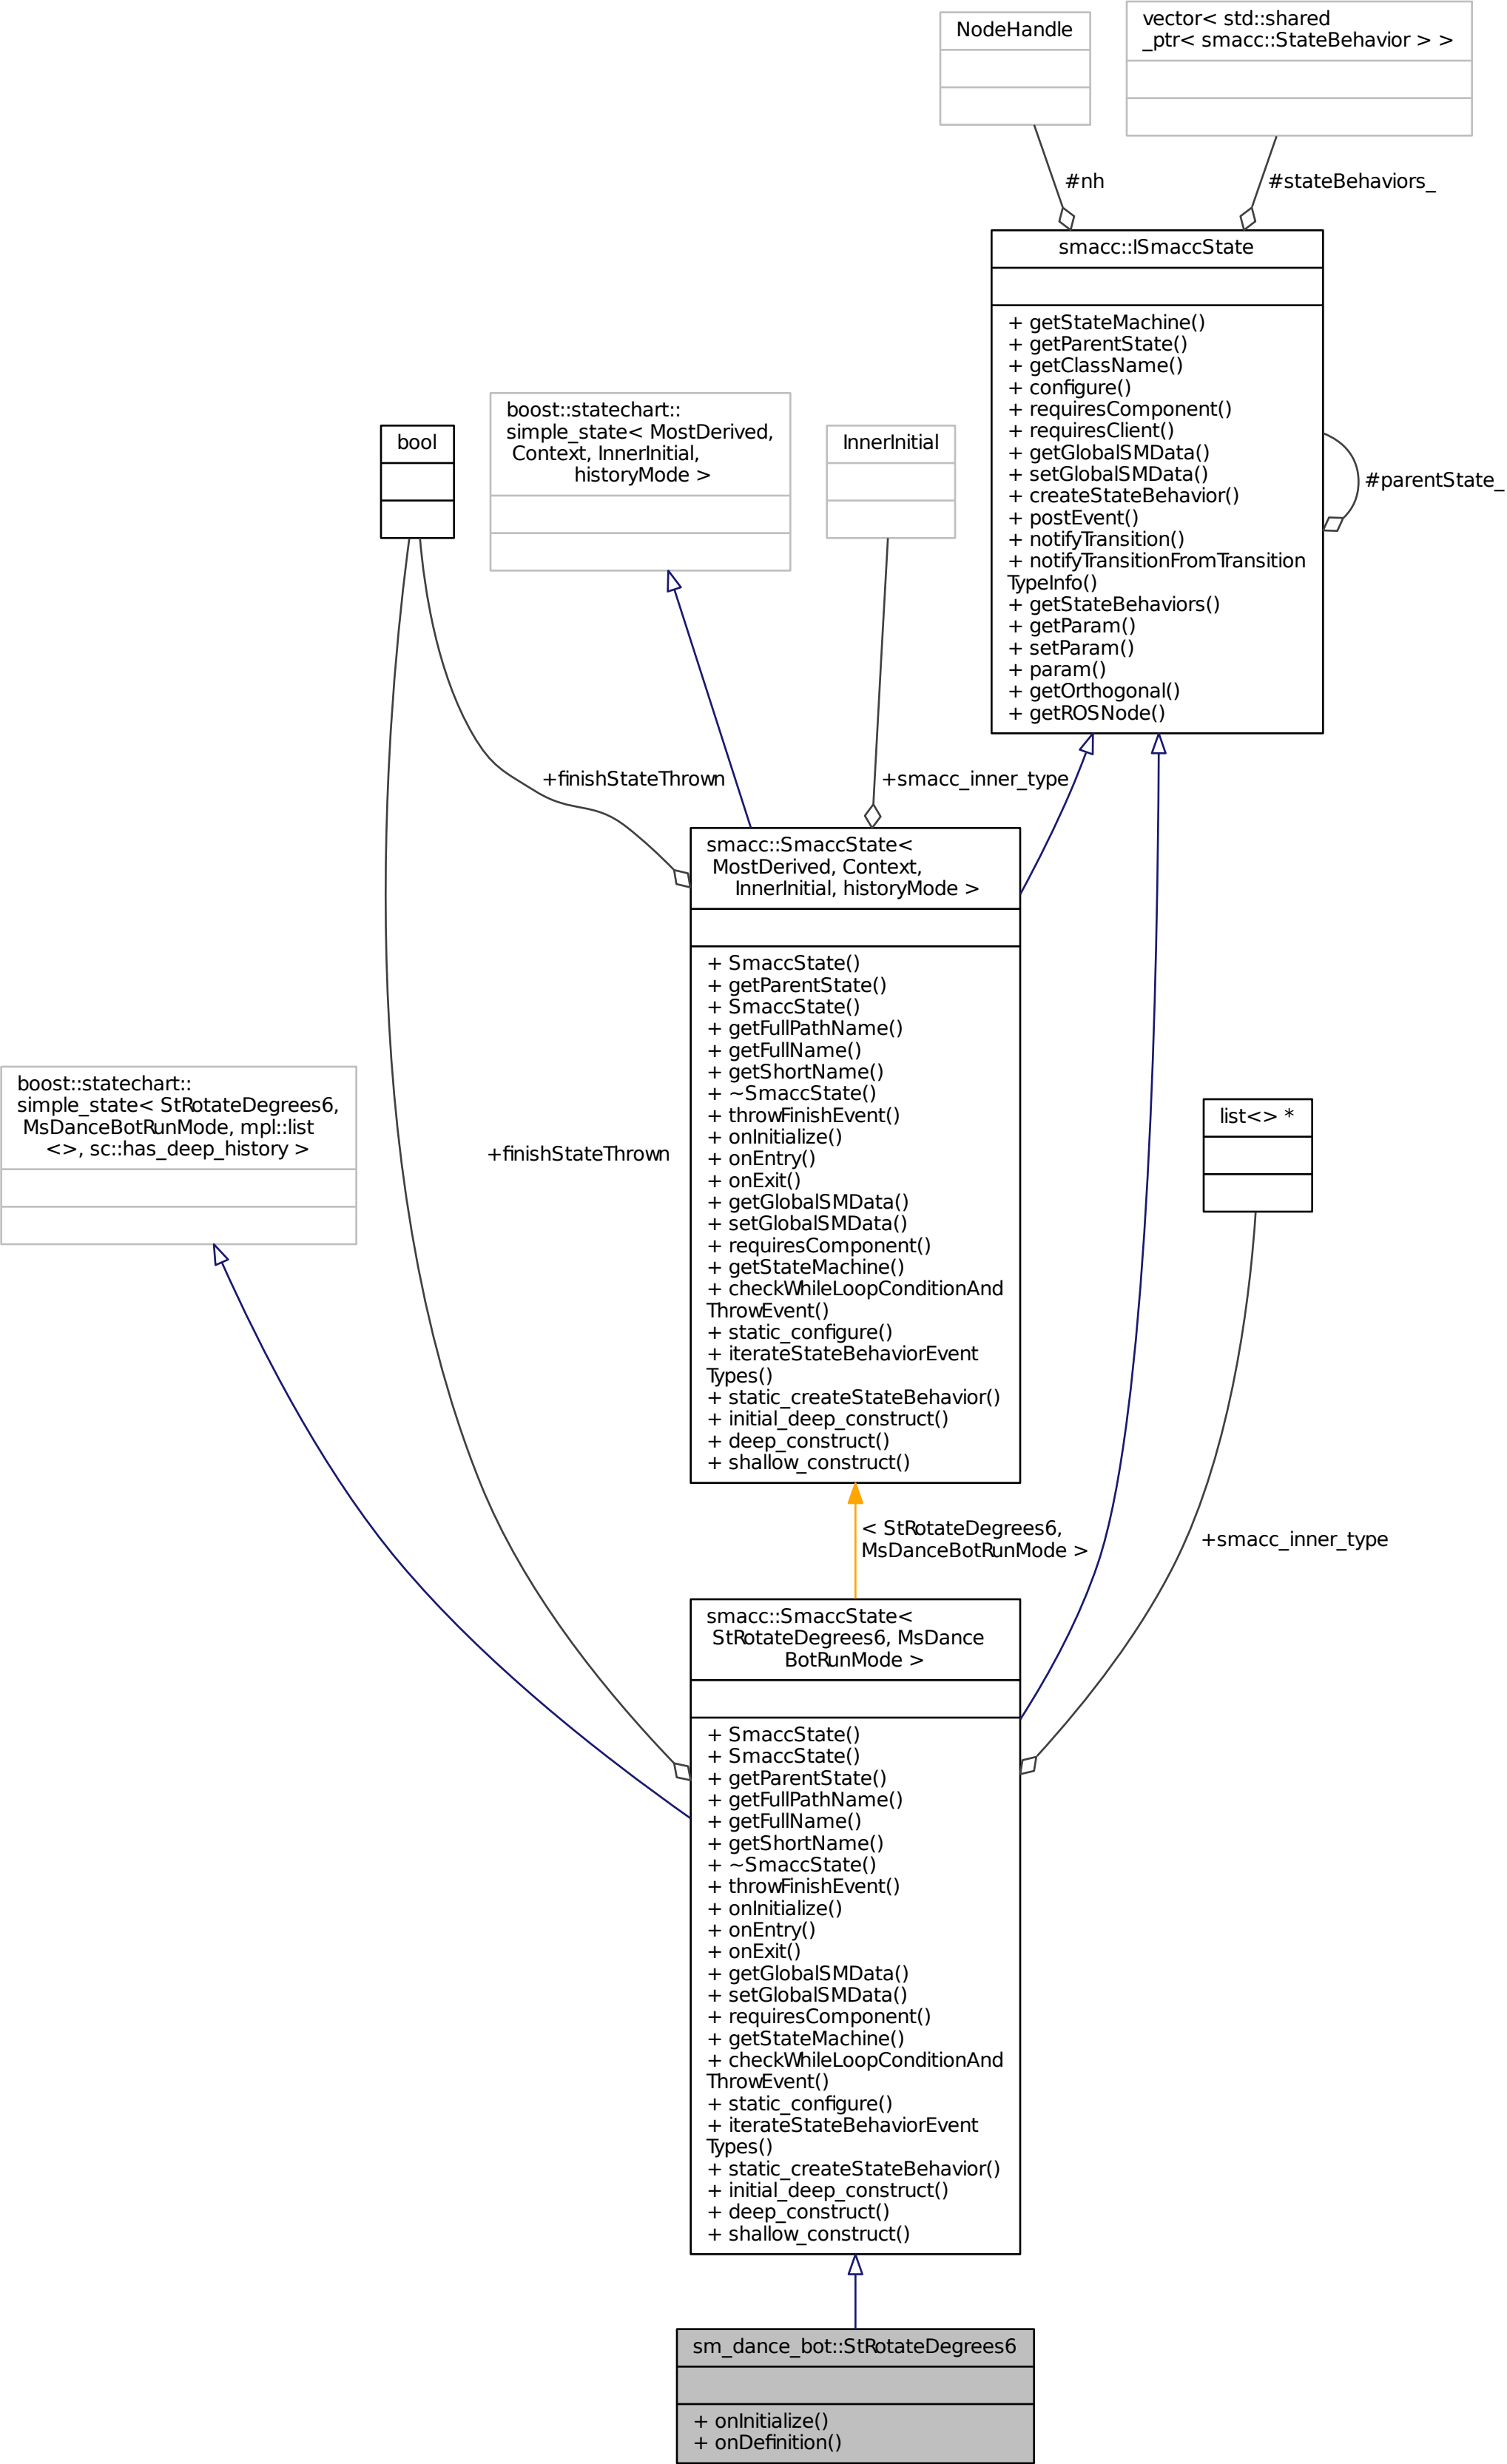 NodeHandle
vector< std::shared
_ptr< smacc::StateBehavior > >
#nh
#stateBehaviors_
smacc::ISmaccState
+ getStateMachine()
+ getParentState()
+ getClassName()
+ configure()
+ requiresComponent()
+ requiresClient()
+ getGlobalSMData()
+ setGlobalSMData()
+ createStateBehavior()
+ postEvent()
+ notifyTransition()
+ notifyTransitionFromTransition
TypeInfo()
+ getStateBehaviors()
+ getParam()
+ setParam()
+ param()
+ getOrthogonal()
+ getROSNode()
#parentState_
bool
boost::statechart::
simple_state< MostDerived,
Context, InnerInitial,
historyMode >
InnerInitial
+finishStateThrown
+smacc_inner_type
smacc::SmaccState<
MostDerived, Context,
InnerInitial, historyMode >
+ SmaccState()
+ getParentState()
+ SmaccState()
+ getFullPathName()
+ getFullName()
+ getShortName()
+ ~SmaccState()
+ throwFinishEvent()
+ onInitialize()
+ onEntry()
+ onExit()
+ getGlobalSMData()
+ setGlobalSMData()
+ requiresComponent()
+ getStateMachine()
+ checkWhileLoopConditionAnd
ThrowEvent()
+ static_configure()
+ iterateStateBehaviorEvent
Types()
+ static_createStateBehavior()
+ initial_deep_construct()
+ deep_construct()
+ shallow_construct()
boost::statechart::
simple_state< StRotateDegrees6,
MsDanceBotRunMode, mpl::list
<>, sc::has_deep_history >
+finishStateThrown
list<> *
< StRotateDegrees6,
MsDanceBotRunMode >
+smacc_inner_type
smacc::SmaccState<
StRotateDegrees6, MsDance
BotRunMode >
+ SmaccState()
+ SmaccState()
+ getParentState()
+ getFullPathName()
+ getFullName()
+ getShortName()
+ ~SmaccState()
+ throwFinishEvent()
+ onInitialize()
+ onEntry()
+ onExit()
+ getGlobalSMData()
+ setGlobalSMData()
+ requiresComponent()
+ getStateMachine()
+ checkWhileLoopConditionAnd
ThrowEvent()
+ static_configure()
+ iterateStateBehaviorEvent
Types()
+ static_createStateBehavior()
+ initial_deep_construct()
+ deep_construct()
+ shallow_construct()
sm_dance_bot::StRotateDegrees6
+ onInitialize()
+ onDefinition()